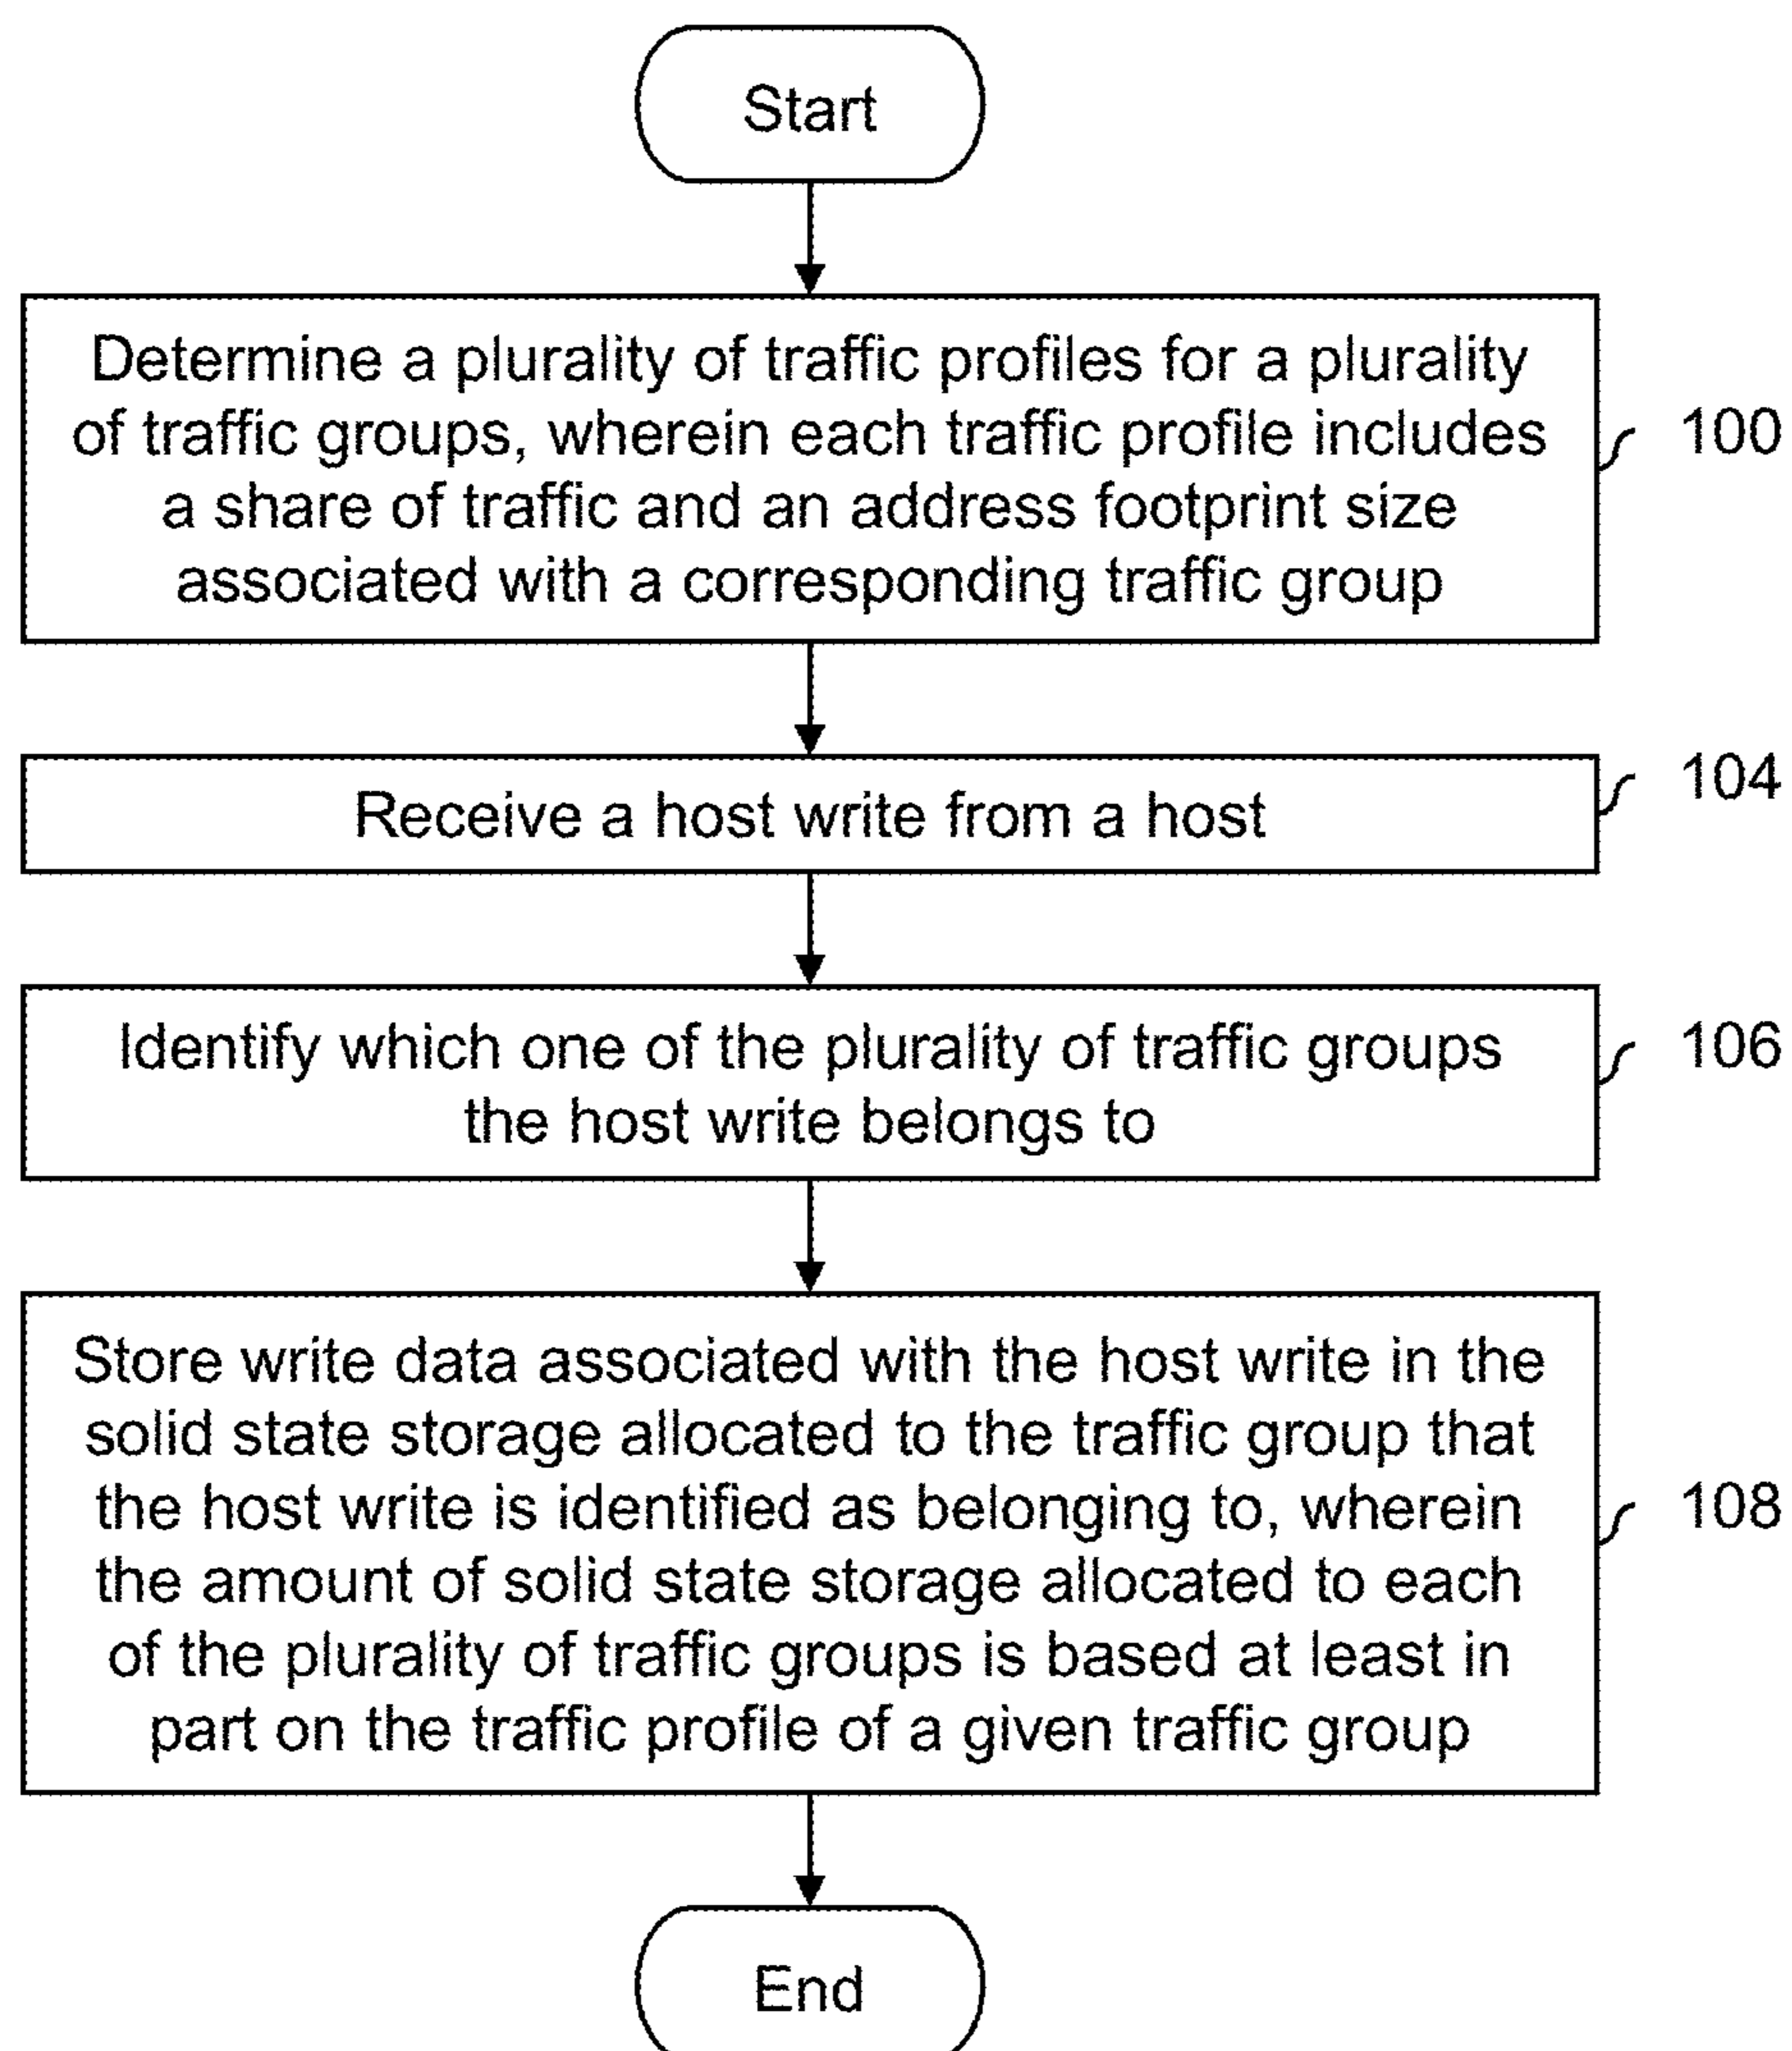 Start
Determine a plurality of traffic profiles for a plurality
of traffic groups, wherein each traffic profile includes
a share of traffic and an address footprint size
associated with a corresponding traffic group
100
Receive a host write from a host
104
Identify which one of the plurality of traffic groups
the host write belongs to
106
Store write data associated with the host write in the
solid state storage allocated to the traffic group that
the host write is identified as belonging to, wherein
the amount of solid state storage allocated to each
of the plurality of traffic groups is based at least in
part on the traffic profile of a given traffic group
108
End